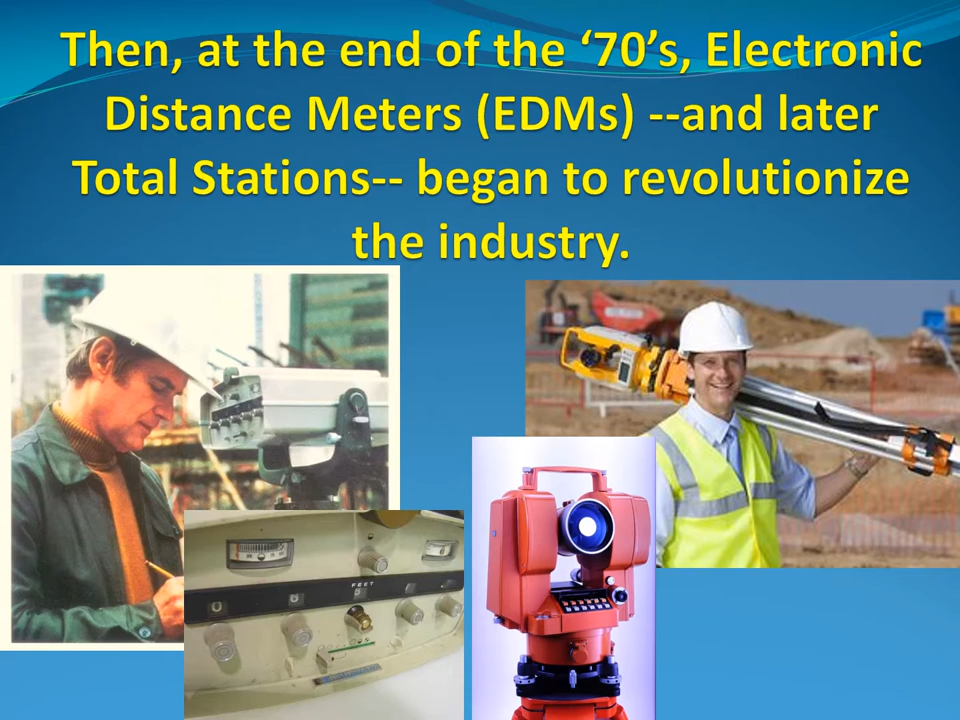 Then, at the end of the ‘70’s, Electronic
Distance Meters (EDMs) --and later
Total Stations-- began to revolutionize
the industry.
FEET